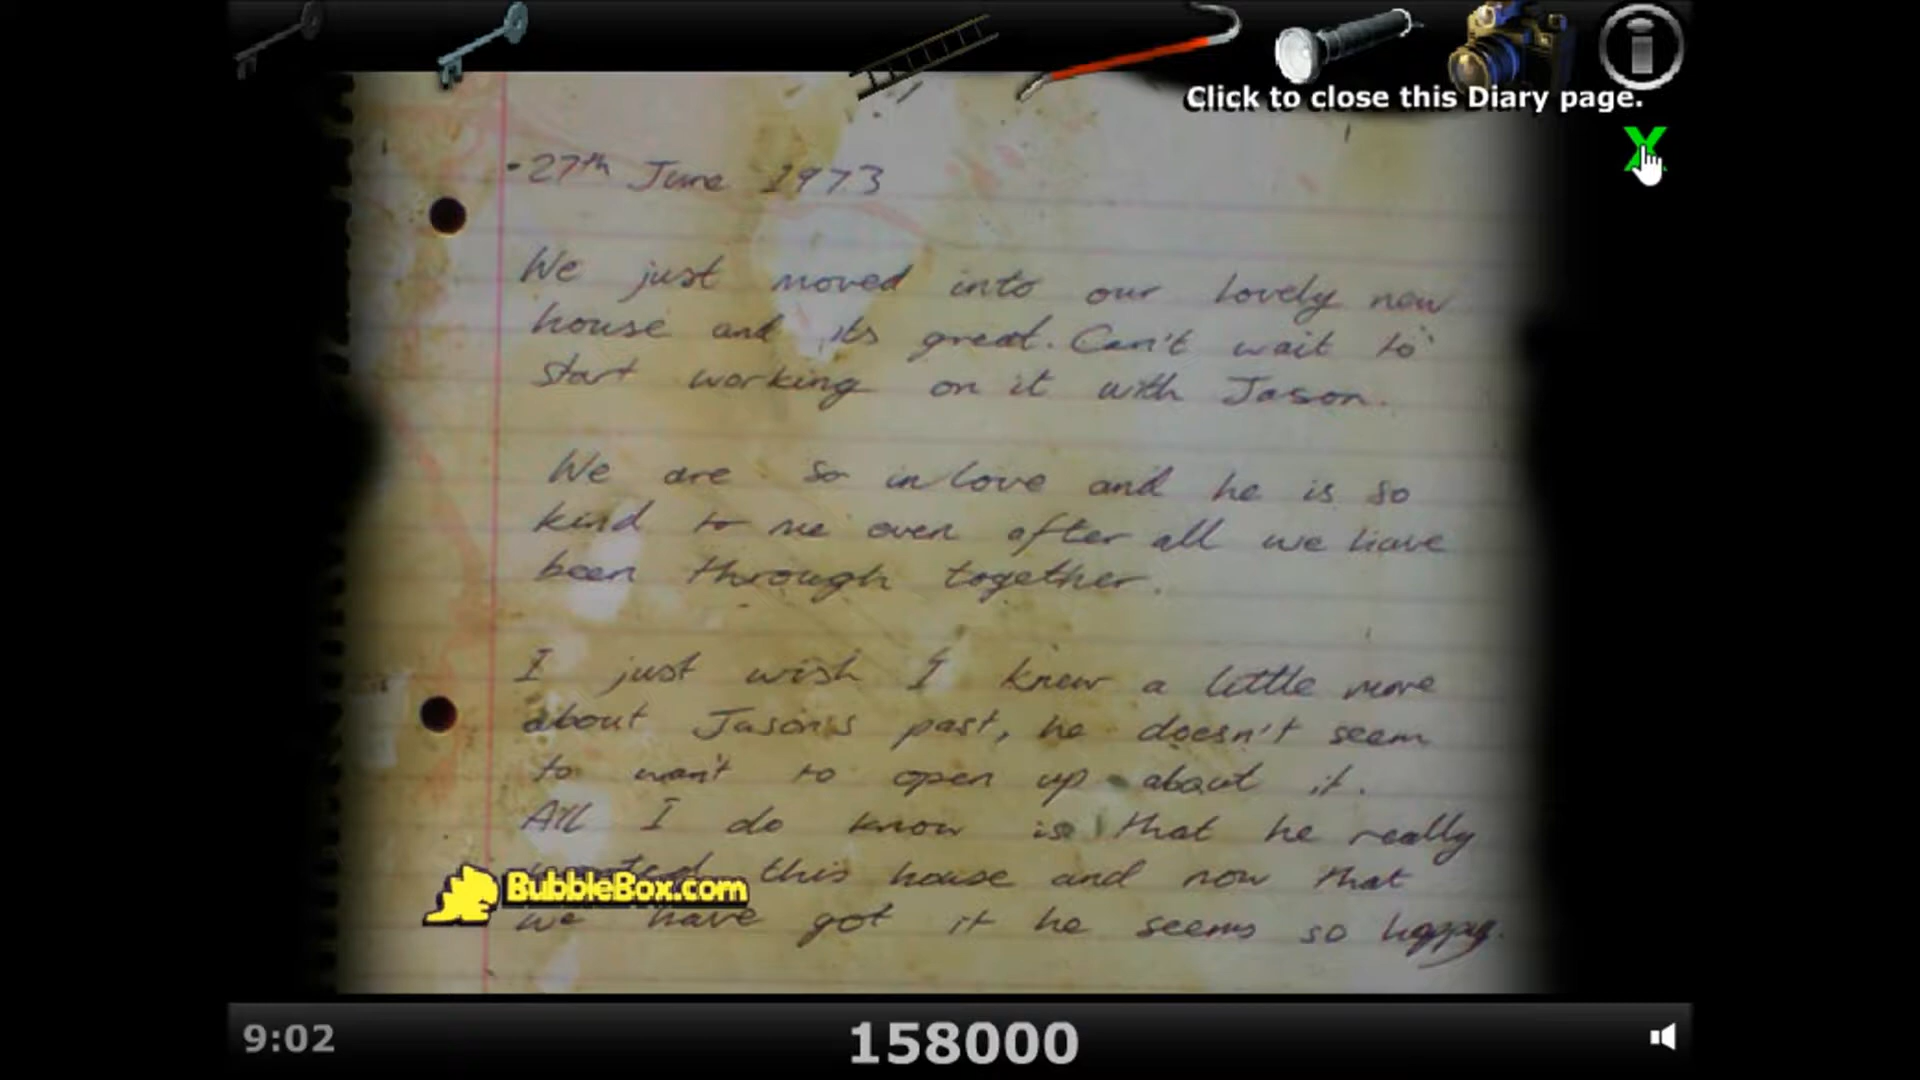 Click to close this Diary page.
X
27th June 1973
We just moved into our lovely new
house and its great. Can't wait to
start working on it with Jason.
We are so in love and he is so
kind to me even after all we have
been through together.
I just wish I knew a little more
about Jason's past, he doesn't seem
to want to open up about it.
All I do know is that he really
this house and now that
BubbleBox.com
we have got it he seems so happy.
9:02
158000